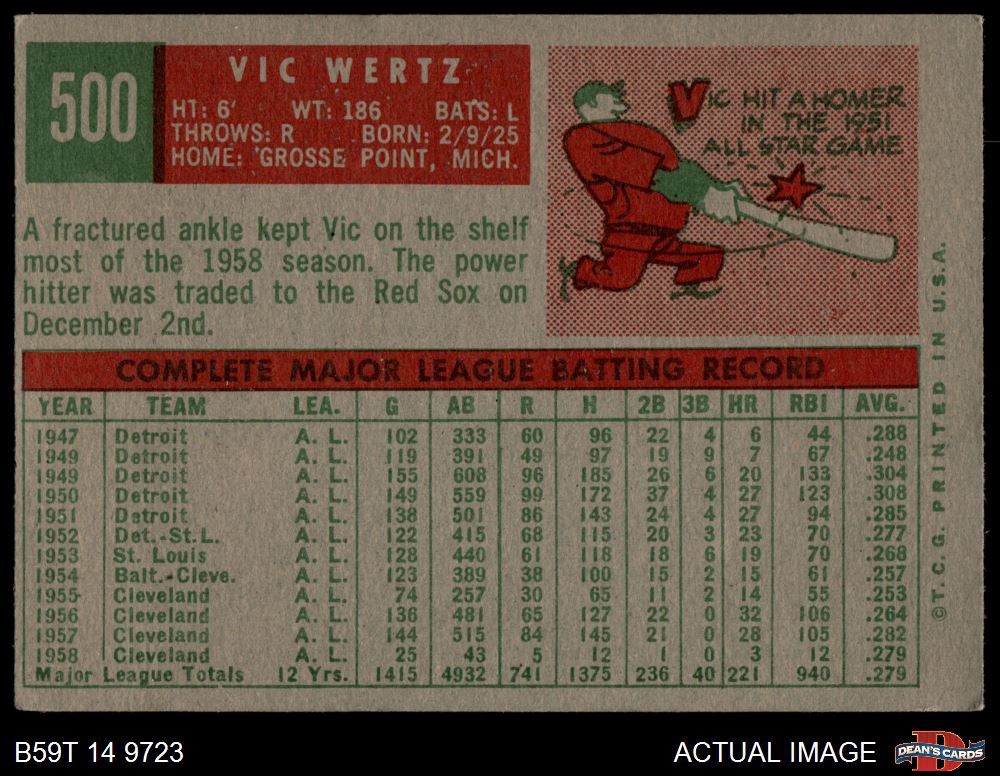 500
VIC WERTZ
HT: 6' WT: 186 BATS: L
THROWS: R BORN: 2/9/25
HOME: GROSSE POINT, MICH.
VIC HIT A HOMER
IN THE 1951
ALL STAR GAME
A fractured ankle kept Vic on the shelf
most of the 1958 season. The power
hitter was traded to the Red Sox on
December 2nd.
COMPLETE MAJOR LEAGUE BATTING RECORD
YEAR TEAM LEA. G AB R H 2B 3B HR RBI AVG.
1947 Detroit A. L. 102 333 60 96 22 4 6 44 .288
1949 Detroit A. L. 119 391 49 97 19 9 7 67 .248
1949 Detroit A. L. 155 608 96 185 26 6 20 133 .304
1950 Detroit A. L. 149 559 99 172 37 4 27 123 .308
1951 Detroit A. L. 138 501 86 143 24 4 27 94 .285
1952 Det.-St.L. A. L. 122 415 68 115 20 3 23 70 .277
1953 St. Louis A. L. 128 440 61 118 18 6 19 70 .268
1954 Balt.-Cleve. A. L. 123 389 38 100 15 2 15 61 .257
1955 Cleveland A. L. 74 257 30 65 11 2 14 55 .253
1956 Cleveland A. L. 136 481 65 127 22 0 32 106 .264
1957 Cleveland A. L. 144 515 84 145 21 0 28 105 .282
1958 Cleveland A. L. 25 43 5 12 1 0 3 12 .279
Major League Totals 12 Yrs. 1415 4932 741 1375 236 40 221 940 .279
©T.C.G. PRINTED IN U.S.A.
B59T 14 9723
ACTUAL IMAGE
DEAN'S CARDS